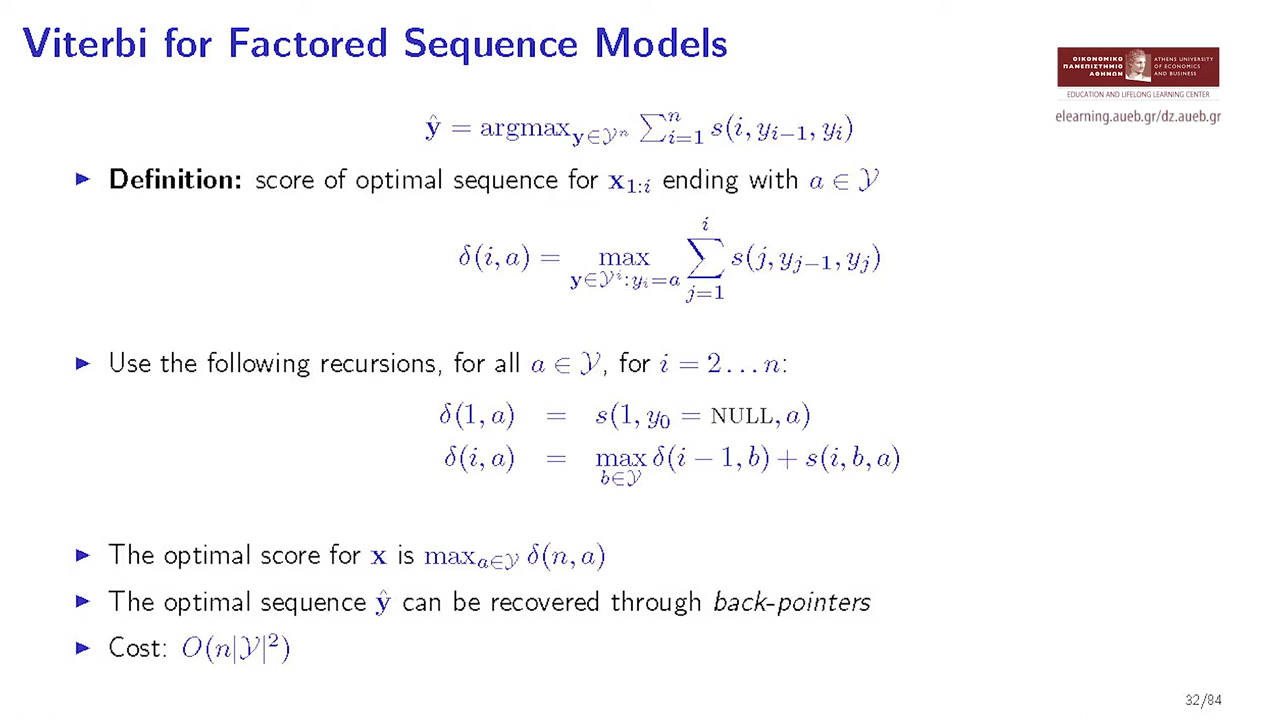 Viterbi for Factored Sequence Models
ΟΙΚΟΝΟΜΙΚΟ
ΠΑΝΕΠΙΣΤΗΜΙΟ
ΑΘΗΝΩΝ
ATHENS UNIVERSITY
OF ECONOMICS
AND BUSINESS
EDUCATION AND LIFELONG LEARNING CENTER
elearning.aueb.gr/dz.aueb.gr
ŷ = argmax_{y∈𝒴ⁿ} ∑_{i=1}^{n} s(i, y_{i−1}, y_i)
▶ Definition: score of optimal sequence for x_{1:i} ending with a ∈ 𝒴
δ(i, a) = max_{y∈𝒴^i:y_i=a} ∑_{j=1}^{i} s(j, y_{j−1}, y_j)
▶ Use the following recursions, for all a ∈ 𝒴, for i = 2 . . . n:
δ(1, a) = s(1, y_0 = NULL, a)
δ(i, a) = max_{b∈𝒴} δ(i − 1, b) + s(i, b, a)
▶ The optimal score for x is max_{a∈𝒴} δ(n, a)
▶ The optimal sequence ŷ can be recovered through back-pointers
▶ Cost: O(n|𝒴|²)
32/84